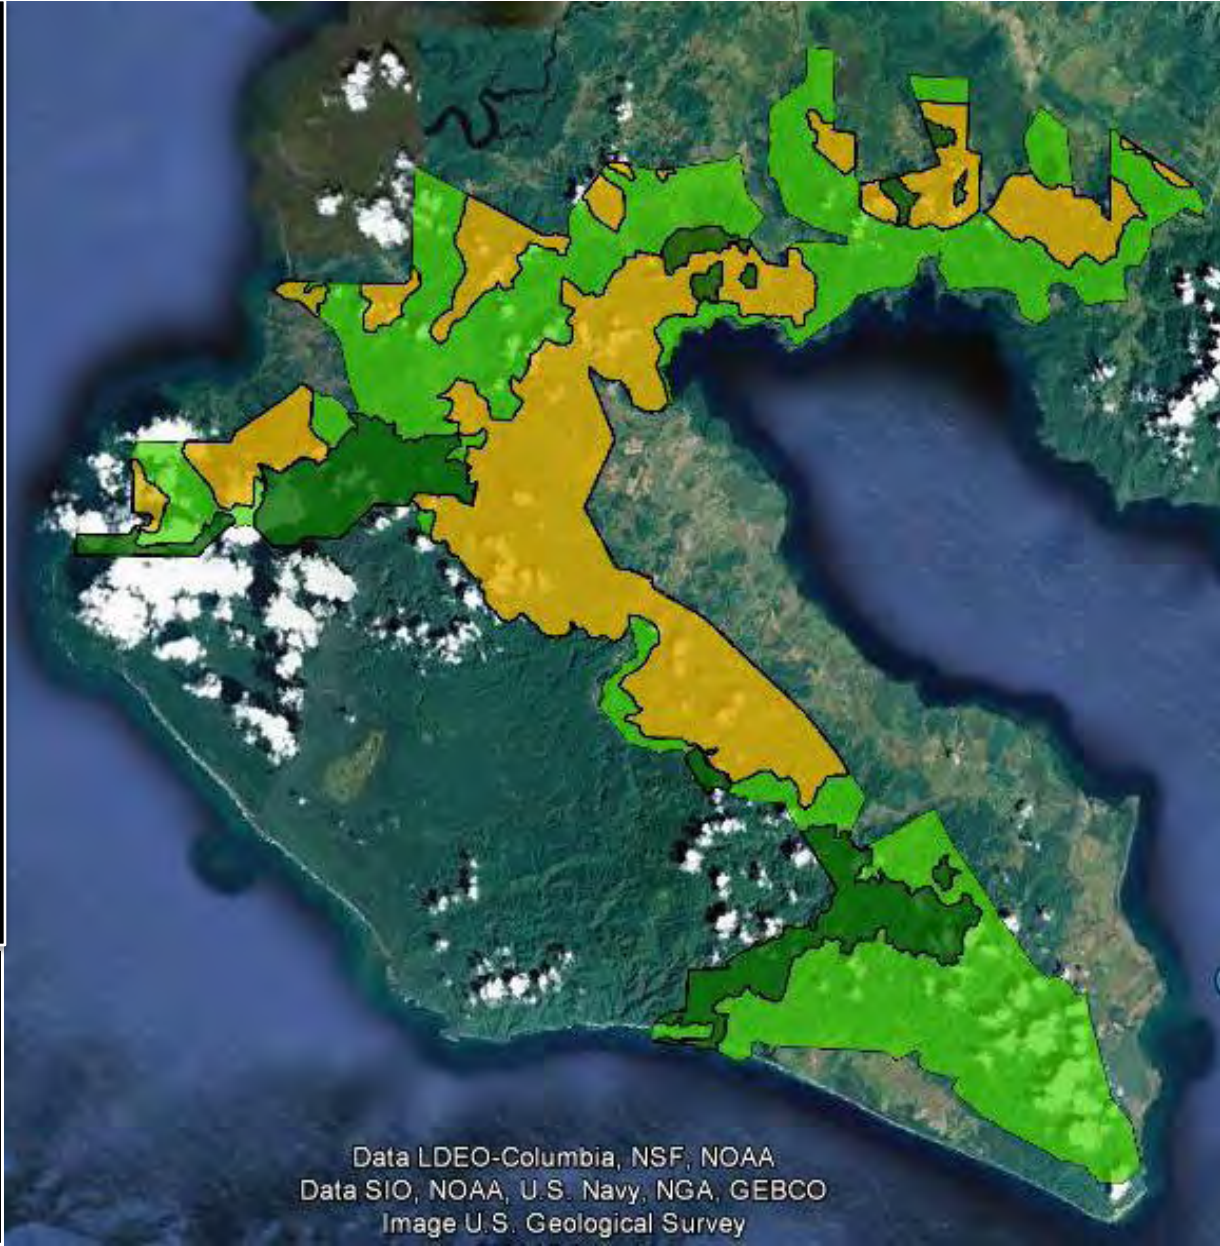 Data LDEO-Columbia, NSF, NOAA
Data SIO, NOAA, U.S. Navy, NGA, GEBCO
Image U.S. Geological Survey